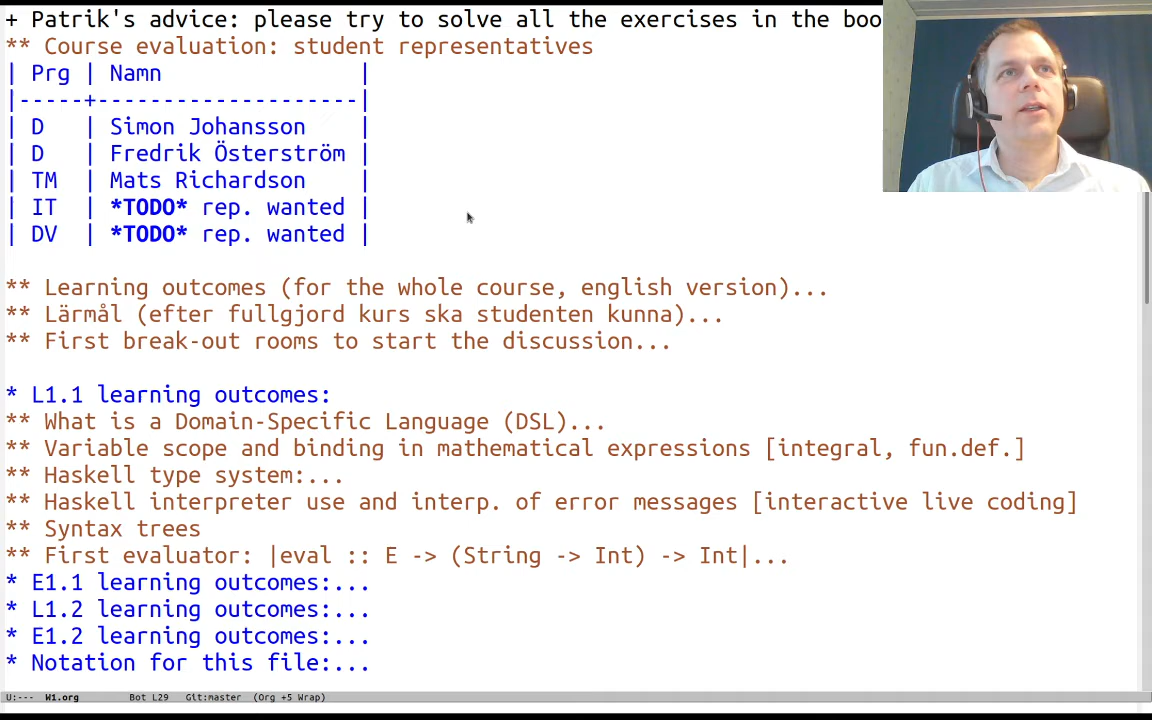 + Patrik's advice: please try to solve all the exercises in the boo
** Course evaluation: student representatives
| Prg | Namn                |
|-----+--------------------|
| D   | Simon Johansson    |
| D   | Fredrik Österström |
| TM  | Mats Richardson    |
| IT  | *TODO* rep. wanted |
| DV  | *TODO* rep. wanted |
** Learning outcomes (for the whole course, english version)...
** Lärmål (efter fullgjord kurs ska studenten kunna)...
** First break-out rooms to start the discussion...
* L1.1 learning outcomes:
** What is a Domain-Specific Language (DSL)...
** Variable scope and binding in mathematical expressions [integral, fun.def.]
** Haskell type system:...
** Haskell interpreter use and interp. of error messages [interactive live coding]
** Syntax trees
** First evaluator: |eval :: E -> (String -> Int) -> Int|...
* E1.1 learning outcomes:...
* L1.2 learning outcomes:...
* E1.2 learning outcomes:...
* Notation for this file:...
U:--- W1.org Bot L29 Git:master (Org +5 Wrap)